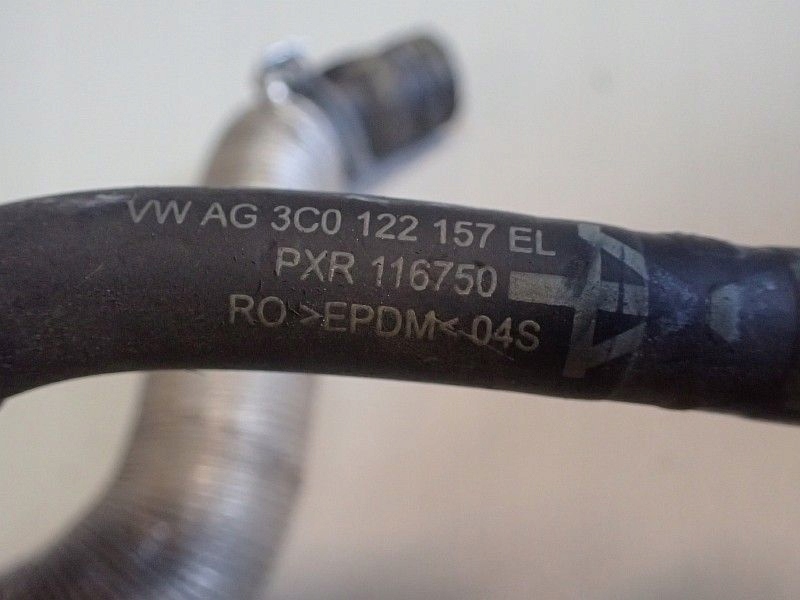 VW AG 3C0 122 157 EL
PXR 116750
RO >EPDM< 04S